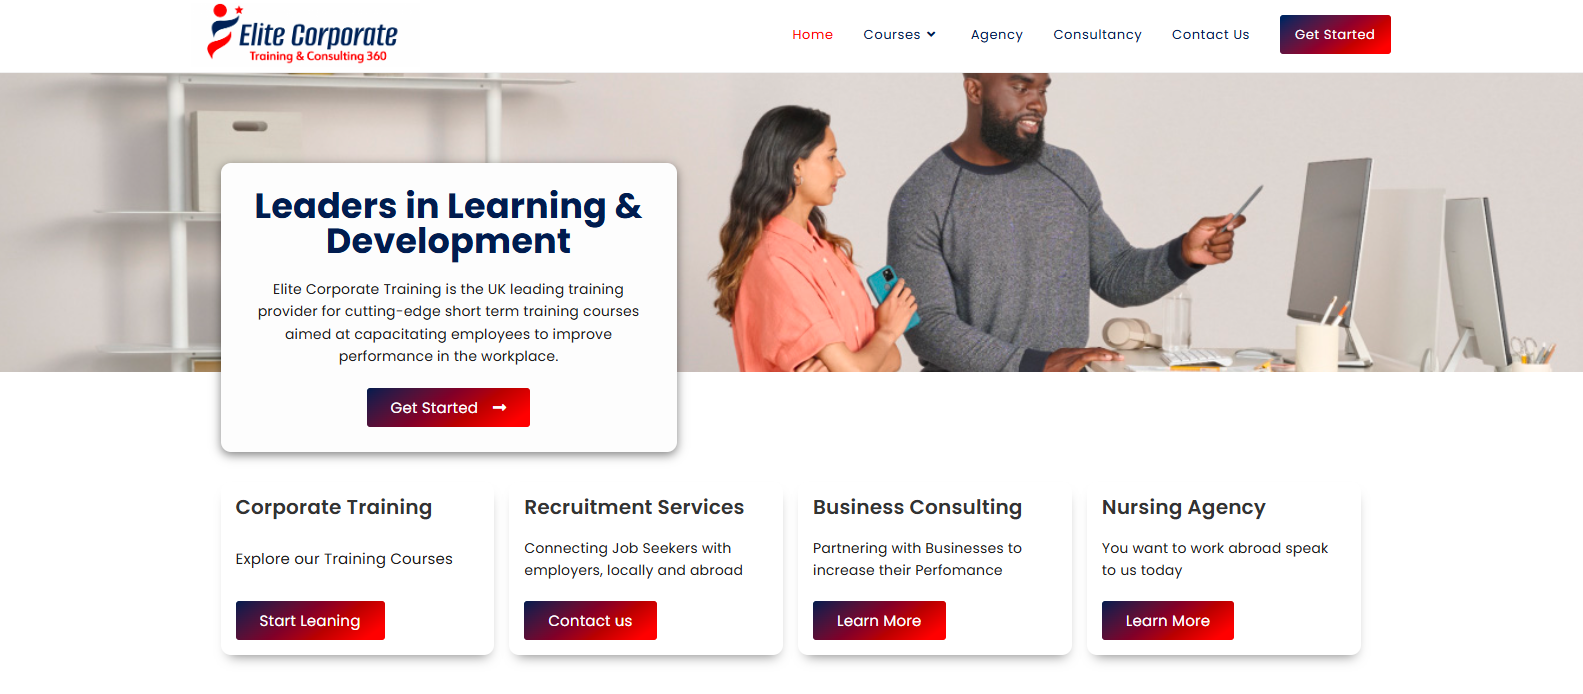 Elite Corporate
Training & Consulting 360
Home
Courses
Agency
Consultancy
Contact Us
Get Started
Leaders in Learning &
Development
Elite Corporate Training is the UK leading training
provider for cutting-edge short term training courses
aimed at capacitating employees to improve
performance in the workplace.
Get Started
Corporate Training
Explore our Training Courses
Start Leaning
Recruitment Services
Connecting Job Seekers with
employers, locally and abroad
Contact us
Business Consulting
Partnering with Businesses to
increase their Perfomance
Learn More
Nursing Agency
You want to work abroad speak
to us today
Learn More